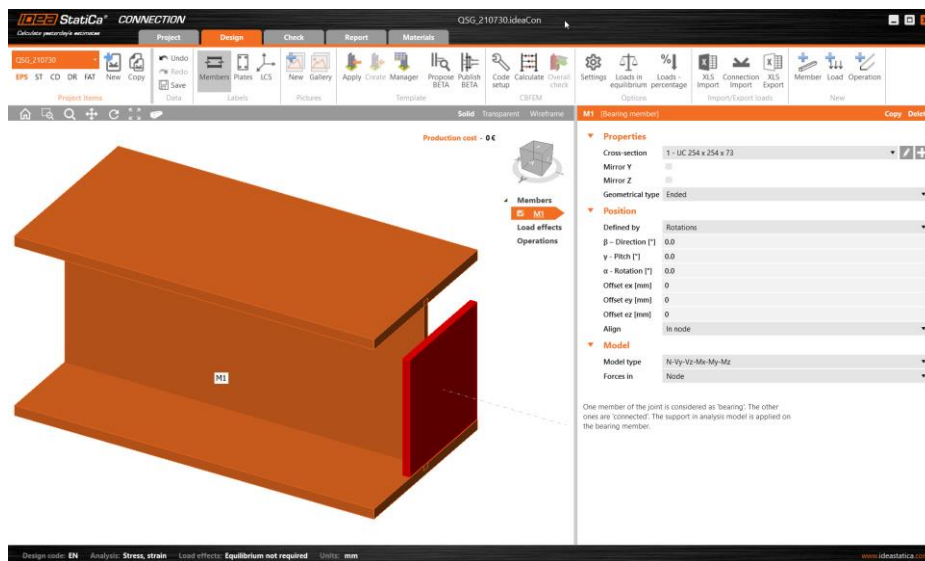 IDEA StatiCa® CONNECTION
QSG_210730.ideaCon
Calculate yesterday's estimates
Project Design Check Report Materials
QSG_210730
EPS ST CD DR FAT
New Copy
Undo
Redo
Save
Members Plates LCS
New Gallery
Apply Create Manager Propose BETA Publish BETA
Code setup Calculate Overall check
Settings Loads in equilibrium Loads - percentage
XLS Import Connection Import XLS Export
Member Load Operation
Project Items Data Labels Pictures Template CBFEM Options Import/Export loads New
Solid Transparent Wireframe
M1 [Bearing member] Copy Delet
Production cost - 0 €
Members
M1
Load effects
Operations
M1
Properties
Cross-section 1 - UC 254 x 254 x 73
Mirror Y
Mirror Z
Geometrical type Ended
Position
Defined by Rotations
β – Direction [°] 0.0
γ - Pitch [°] 0.0
α - Rotation [°] 0.0
Offset ex [mm] 0
Offset ey [mm] 0
Offset ez [mm] 0
Align In node
Model
Model type N-Vy-Vz-Mx-My-Mz
Forces in Node
One member of the joint is considered as 'bearing'. The other
ones are 'connected'. The support in analysis model is applied on
the bearing member.
Design code: EN Analysis: Stress, strain Load effects: Equilibrium not required Units: mm
www.ideastatica.co